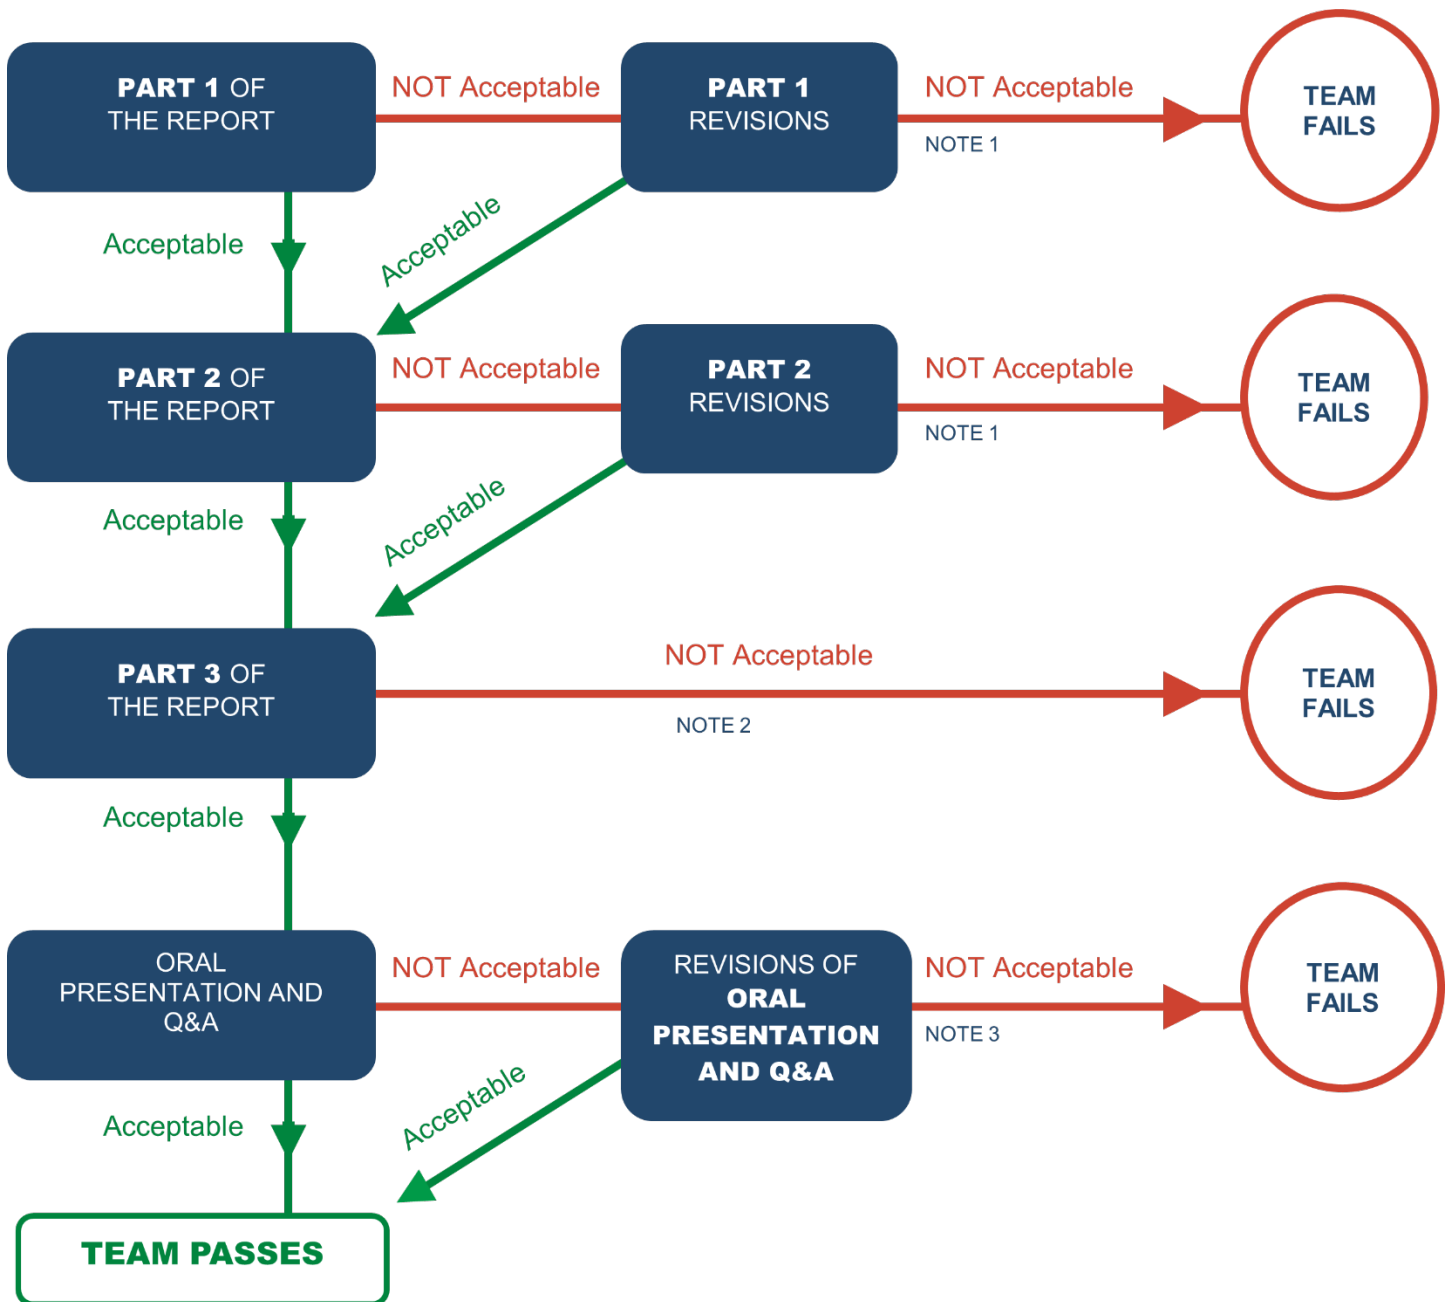 PART 1 OF
THE REPORT
NOT Acceptable
PART 1
REVISIONS
NOT Acceptable
NOTE 1
TEAM
FAILS
Acceptable
Acceptable
PART 2 OF
THE REPORT
NOT Acceptable
PART 2
REVISIONS
NOT Acceptable
NOTE 1
TEAM
FAILS
Acceptable
Acceptable
PART 3 OF
THE REPORT
NOT Acceptable
NOTE 2
TEAM
FAILS
Acceptable
ORAL
PRESENTATION AND
Q&A
NOT Acceptable
REVISIONS OF
ORAL
PRESENTATION
AND Q&A
NOT Acceptable
NOTE 3
TEAM
FAILS
Acceptable
Acceptable
TEAM PASSES